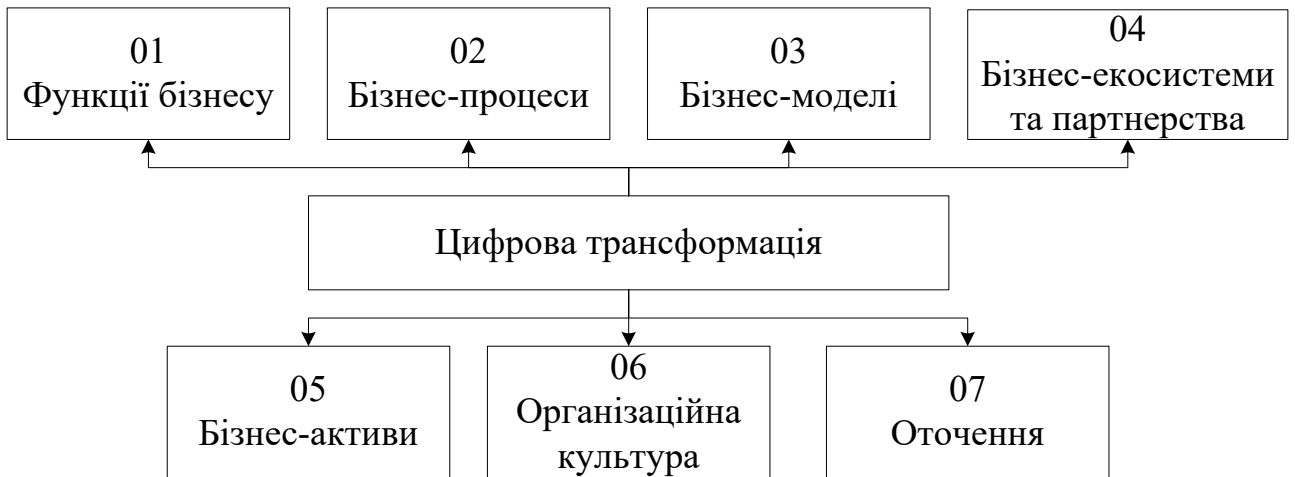 01
Функції бізнесу
02
Бізнес-процеси
03
Бізнес-моделі
04
Бізнес-екосистеми
та партнерства
Цифрова трансформація
05
Бізнес-активи
06
Організаційна
культура
07
Оточення